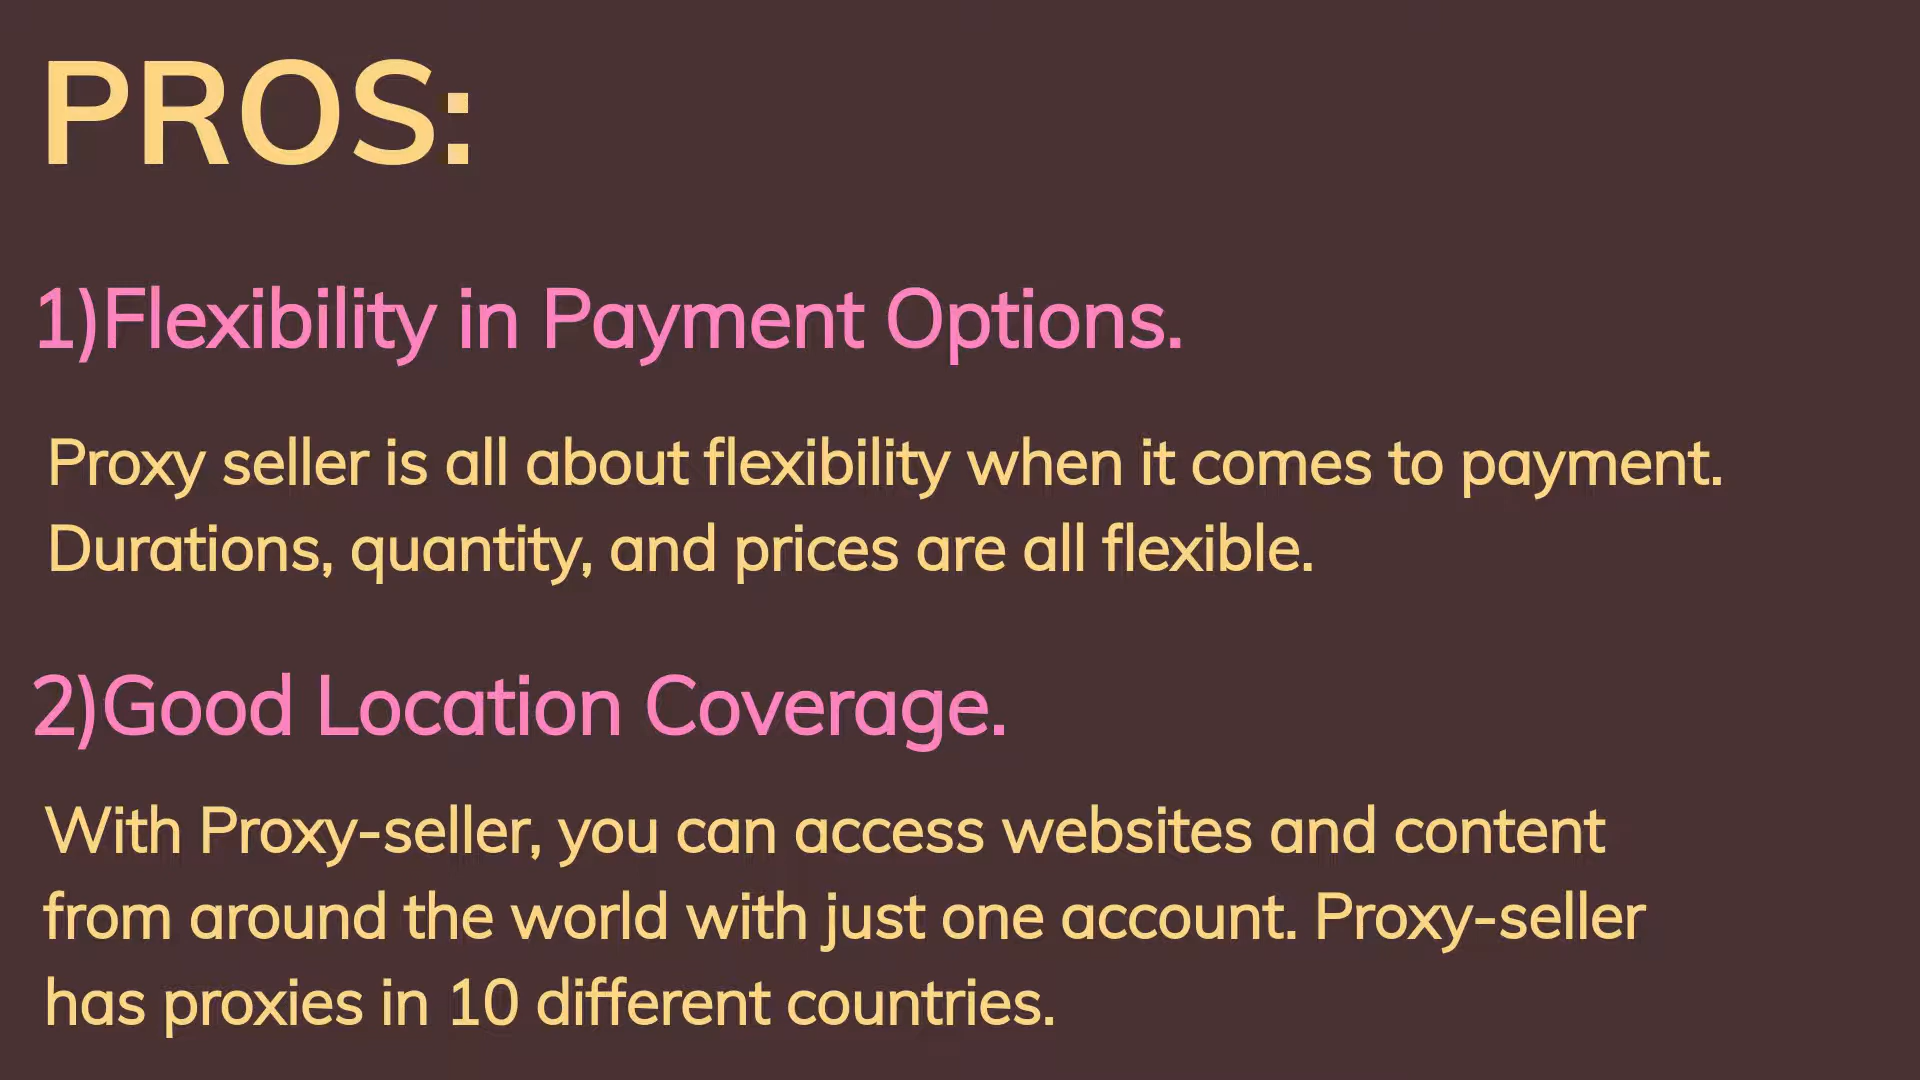 PROS:
1)Flexibility in Payment Options.
Proxy seller is all about flexibility when it comes to payment.
Durations, quantity, and prices are all flexible.
2)Good Location Coverage.
With Proxy-seller, you can access websites and content
from around the world with just one account. Proxy-seller
has proxies in 10 different countries.